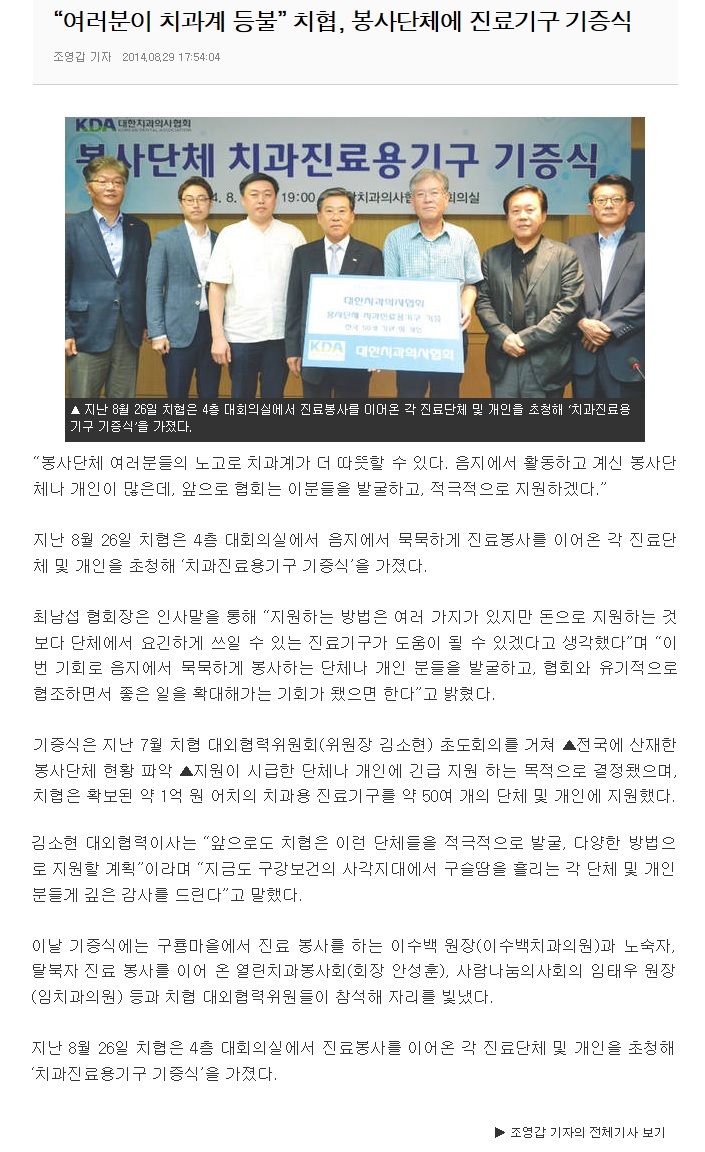 “여러분이 치과계 등불” 치협, 봉사단체에 진료기구 기증식
조영갑 기자 2014.08.29 17:54:04
KDA 대한치과의사협회
KOREAN DENTAL ASSOCIATION
봉사단체 치과진료용기구 기증식
4. 8. 19:00 치과의사협 회의실
대한치과의사협회
봉사단체 치과진료용기구 기증
전국 50여 기관 및 개인
KDA 대한치과의사협회
▲ 지난 8월 26일 치협은 4층 대회의실에서 진료봉사를 이어온 각 진료단체 및 개인을 초청해 ‘치과진료용
기구 기증식’을 가졌다.
“봉사단체 여러분들의 노고로 치과계가 더 따뜻할 수 있다. 음지에서 활동하고 계신 봉사단
체나 개인이 많은데, 앞으로 협회는 이분들을 발굴하고, 적극적으로 지원하겠다.”
지난 8월 26일 치협은 4층 대회의실에서 음지에서 묵묵하게 진료봉사를 이어온 각 진료단
체 및 개인을 초청해 ‘치과진료용기구 기증식’을 가졌다.
최남섭 협회장은 인사말을 통해 “지원하는 방법은 여러 가지가 있지만 돈으로 지원하는 것
보다 단체에서 요긴하게 쓰일 수 있는 진료기구가 도움이 될 수 있겠다고 생각했다”며 “이
번 기회로 음지에서 묵묵하게 봉사하는 단체나 개인 분들을 발굴하고, 협회와 유기적으로
협조하면서 좋은 일을 확대해가는 기회가 됐으면 한다”고 밝혔다.
기증식은 지난 7월 치협 대외협력위원회(위원장 김소현) 초도회의를 거쳐 ▲전국에 산재한
봉사단체 현황 파악 ▲지원이 시급한 단체나 개인에 긴급 지원 하는 목적으로 결정됐으며,
치협은 확보된 약 1억 원 어치의 치과용 진료기구를 약 50여 개의 단체 및 개인에 지원했다.
김소현 대외협력이사는 “앞으로도 치협은 이런 단체들을 적극적으로 발굴, 다양한 방법으
로 지원할 계획”이라며 “지금도 구강보건의 사각지대에서 구슬땀을 흘리는 각 단체 및 개인
분들게 깊은 감사를 드린다”고 말했다.
이날 기증식에는 구룡마을에서 진료 봉사를 하는 이수백 원장(이수백치과의원)과 노숙자,
탈북자 진료 봉사를 이어 온 열린치과봉사회(회장 안성훈), 사람나눔의사회의 임태우 원장
(임치과의원) 등과 치협 대외협력위원들이 참석해 자리를 빛냈다.
지난 8월 26일 치협은 4층 대회의실에서 진료봉사를 이어온 각 진료단체 및 개인을 초청해
‘치과진료용기구 기증식’을 가졌다.
▶ 조영갑 기자의 전체기사 보기